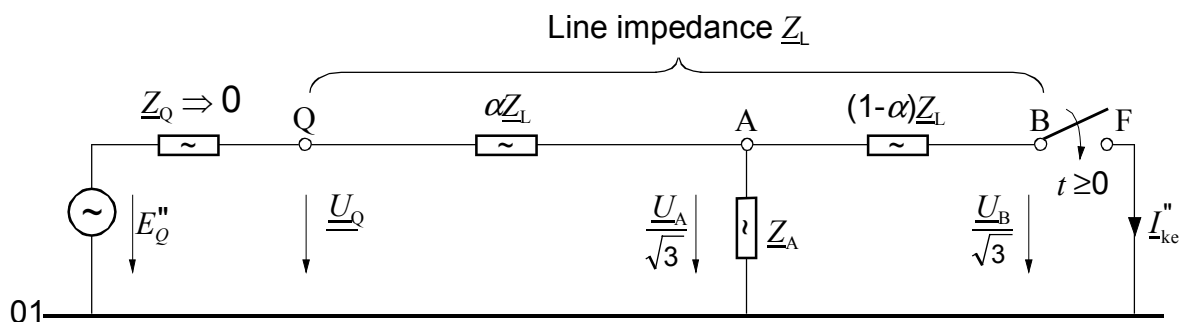 Line impedance Z_L
Z_Q ⇒ 0
Q
αZ_L
A
(1-α)Z_L
B
F
t ≥0
~
~
~
~
E"_Q
U_Q
U_A
√3
~
Z_A
U_B
√3
I"_ke
01